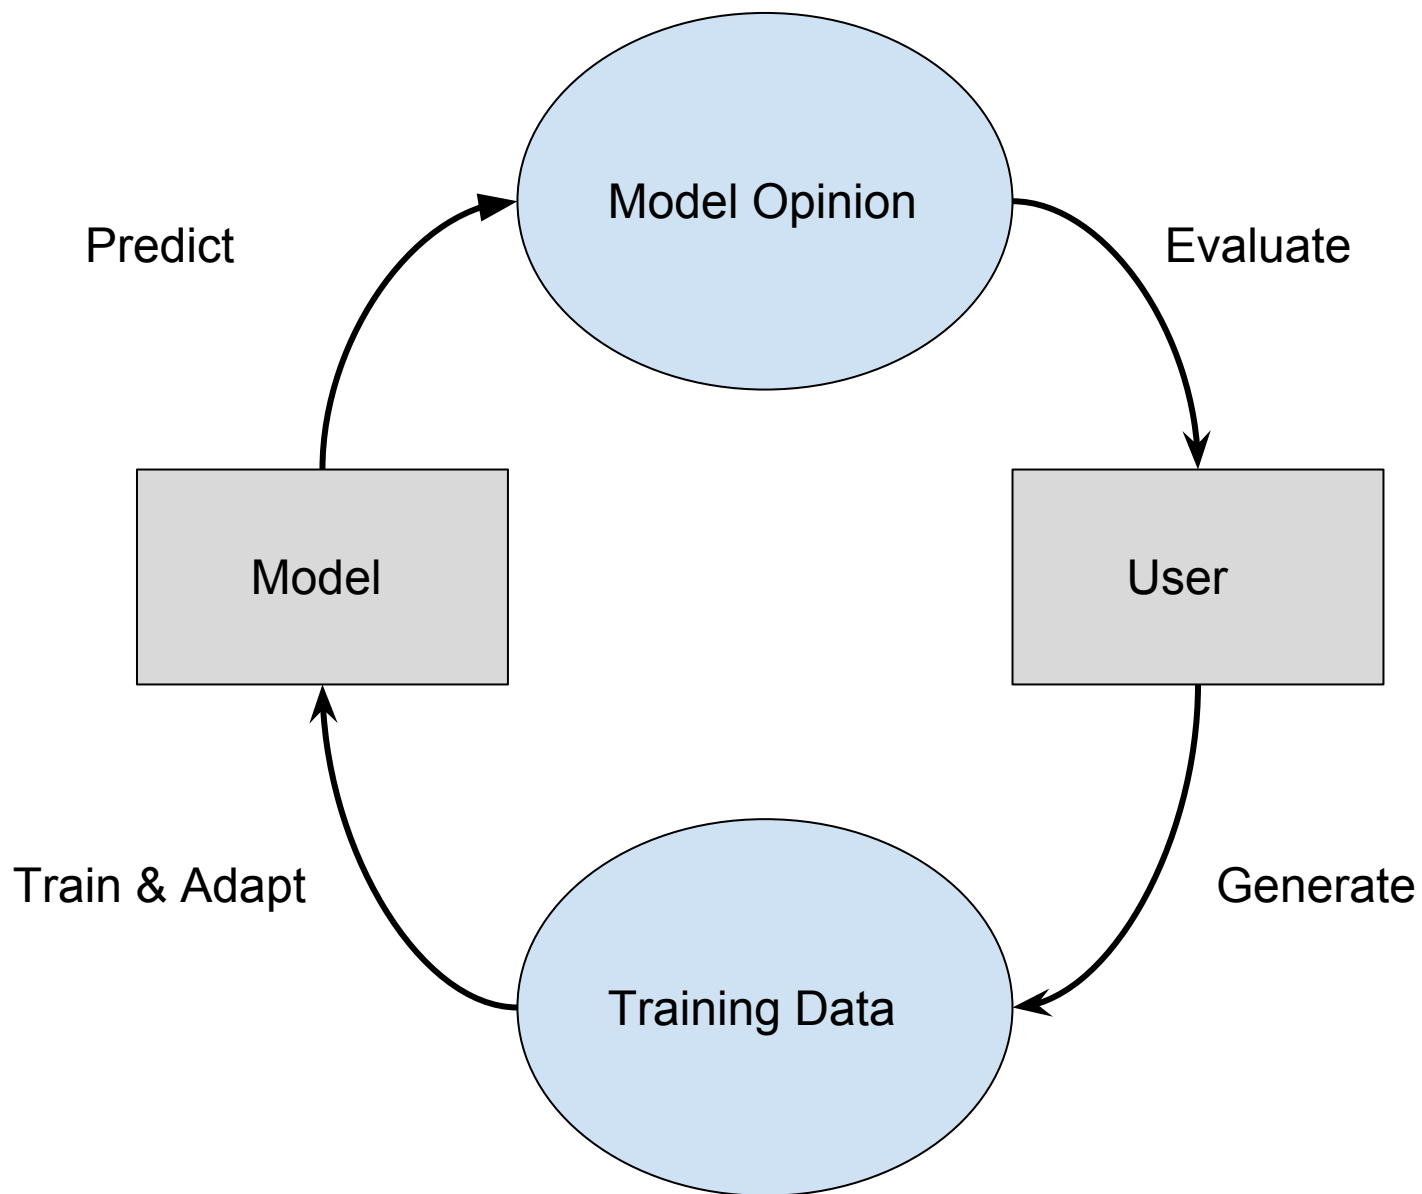 Model Opinion
Predict
Evaluate
Model
User
Train & Adapt
Generate
Training Data